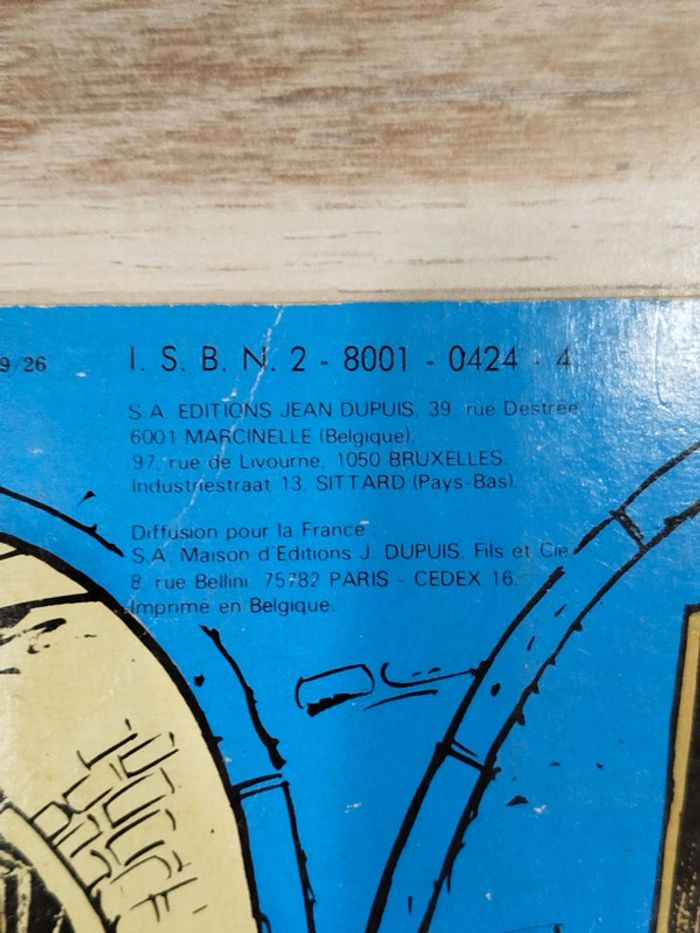 9/26
I. S. B. N. 2 - 8001 - 0424 - 4
S.A. EDITIONS JEAN DUPUIS, 39, rue Destrée
6001 MARCINELLE (Belgique).
97, rue de Livourne, 1050 BRUXELLES.
Industriestraat 13, SITTARD (Pays-Bas).
Diffusion pour la France :
S.A. Maison d'Editions J. DUPUIS, Fils et Cie
8, rue Bellini 75782 PARIS - CEDEX 16.
Imprimé en Belgique.